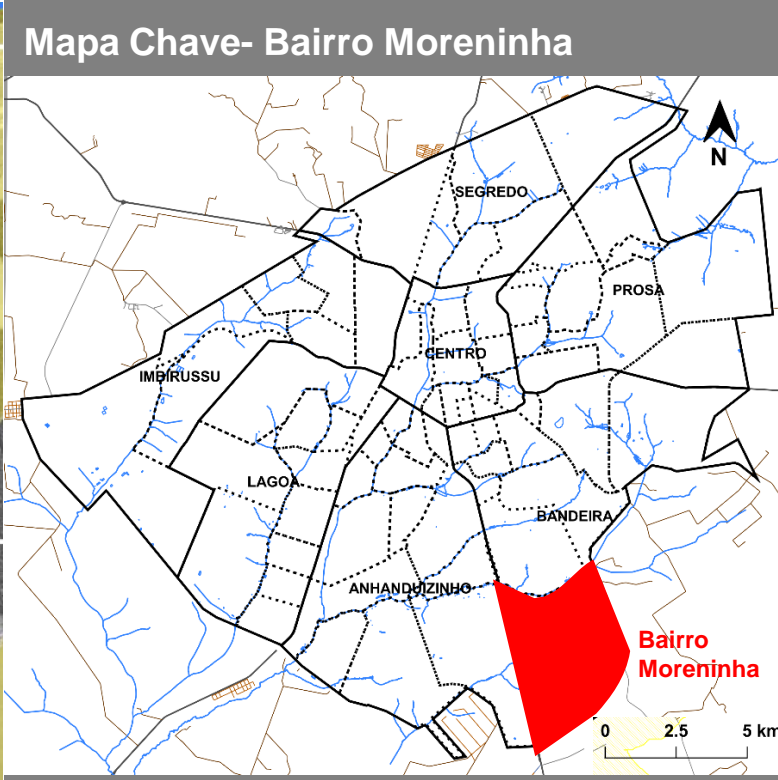 Mapa Chave- Bairro Moreninha
N
SEGREDO
PROSA
CENTRO
IMBIRUSSU
LAGOA
BANDEIRA
ANHANDUIZINHO
Bairro
Moreninha
0 2.5 5 km